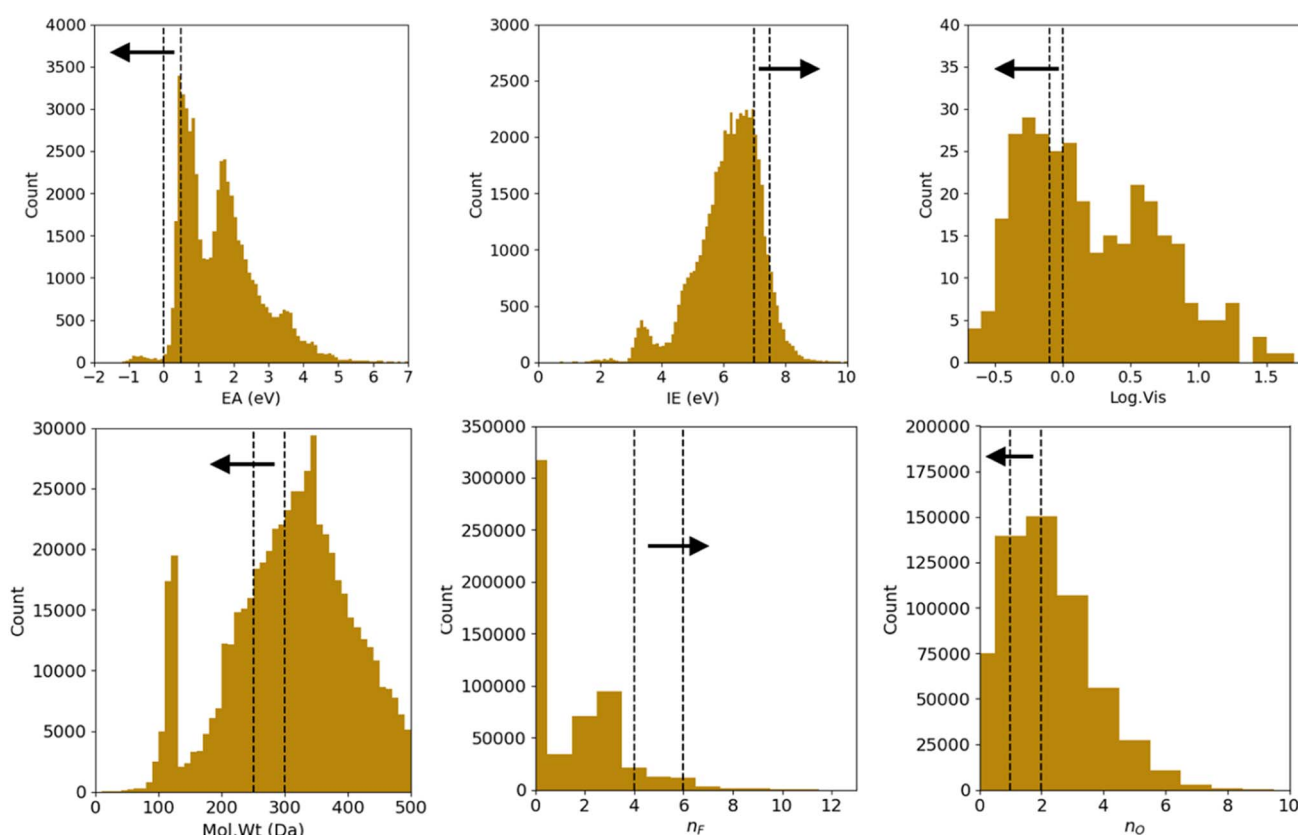 4000
3500
3000
2500
2000
1500
1000
500
0
Count
−2 −1 0 1 2 3 4 5 6 7
EA (eV)
3000
2500
2000
1500
1000
500
0
Count
0 2 4 6 8 10
IE (eV)
40
35
30
25
20
15
10
5
0
Count
−0.5 0.0 0.5 1.0 1.5
Log.Vis
30000
25000
20000
15000
10000
5000
0
Count
0 100 200 300 400 500
Mol.Wt (Da)
350000
300000
250000
200000
150000
100000
50000
0
Count
0 2 4 6 8 10 12
n_F
200000
175000
150000
125000
100000
75000
50000
25000
0
Count
0 2 4 6 8 10
n_O